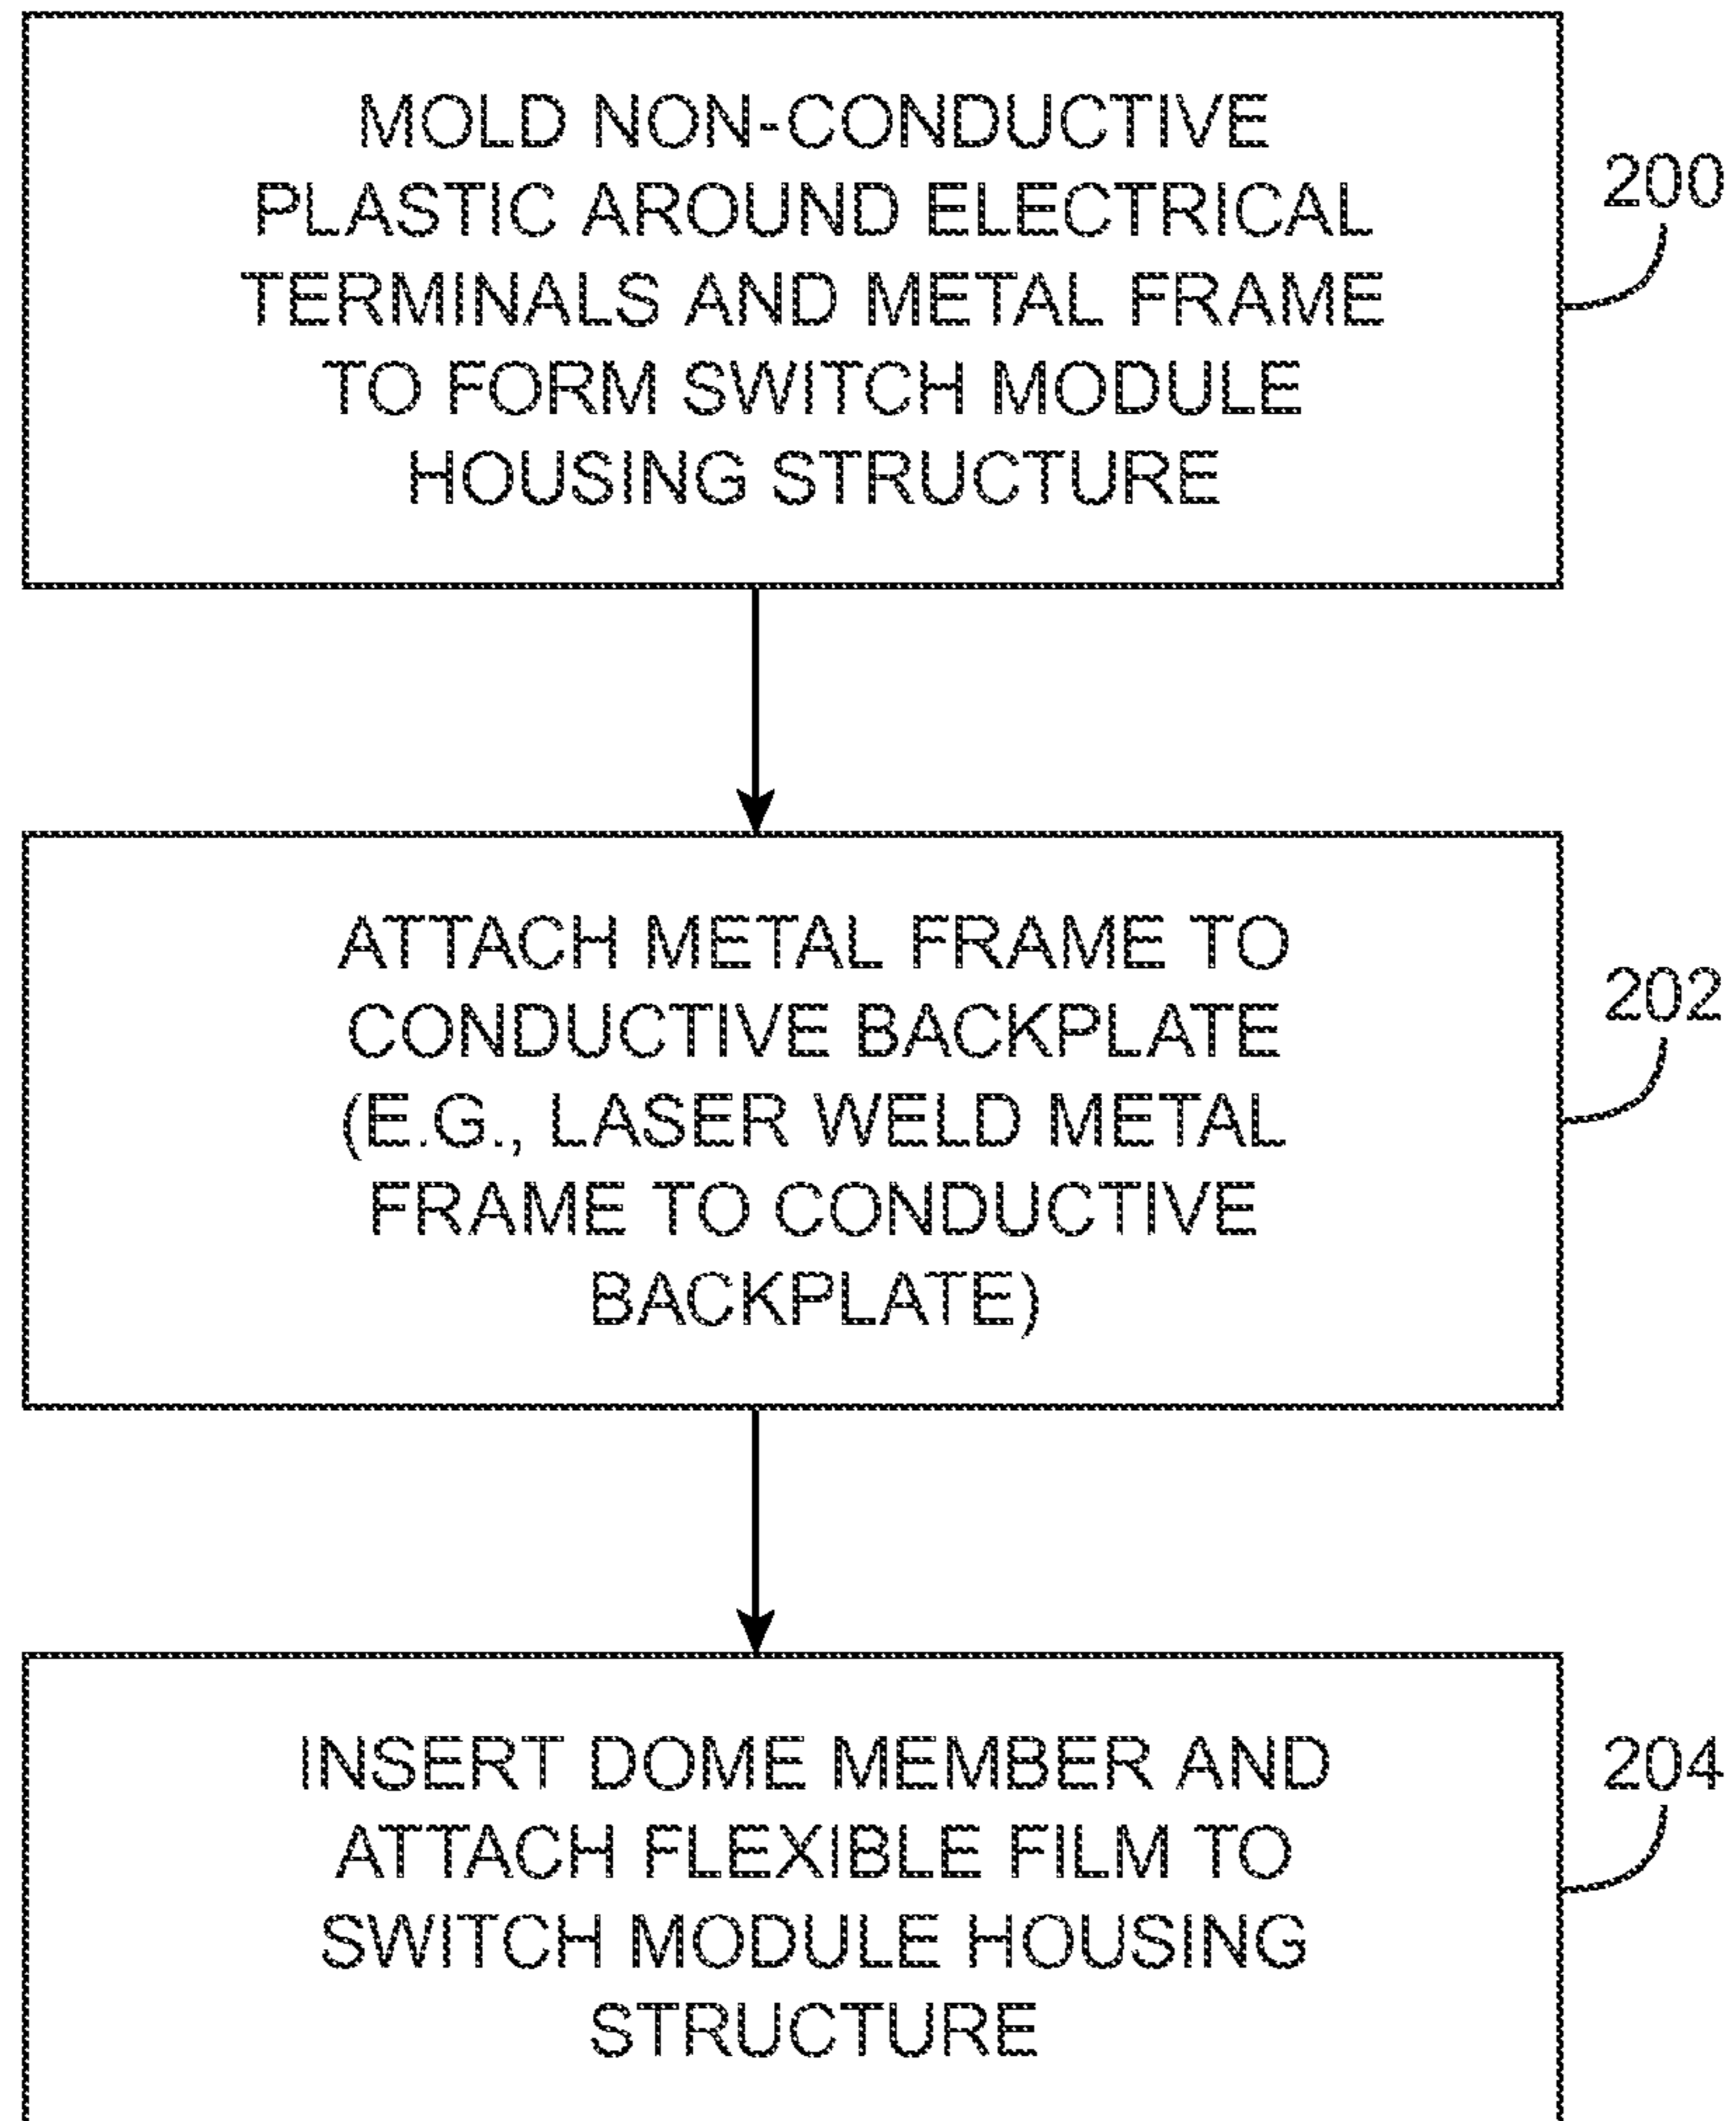 MOLD NON-CONDUCTIVE
PLASTIC AROUND ELECTRICAL
TERMINALS AND METAL FRAME
TO FORM SWITCH MODULE
HOUSING STRUCTURE
200
ATTACH METAL FRAME TO
CONDUCTIVE BACKPLATE
(E.G., LASER WELD METAL
FRAME TO CONDUCTIVE
BACKPLATE)
202
INSERT DOME MEMBER AND
ATTACH FLEXIBLE FILM TO
SWITCH MODULE HOUSING
STRUCTURE
204